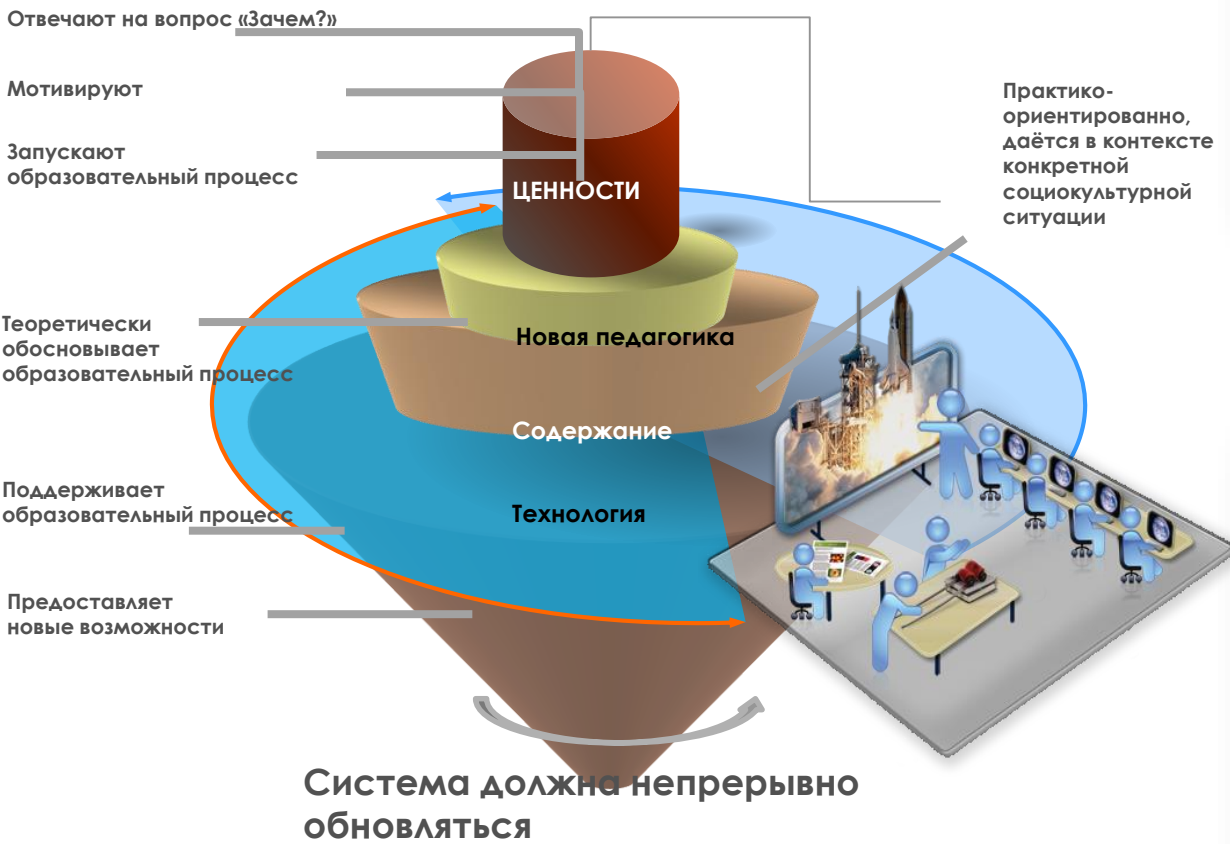 Отвечают на вопрос «Зачем?»
Мотивируют
Запускают
образовательный процесс
Практико-
ориентированно,
даётся в контексте
конкретной
социокультурной
ситуации
ЦЕННОСТИ
Теоретически
обосновывает
образовательный процесс
Новая педагогика
Содержание
Поддерживает
образовательный процесс
Технология
Предоставляет
новые возможности
Система должна непрерывно
обновляться